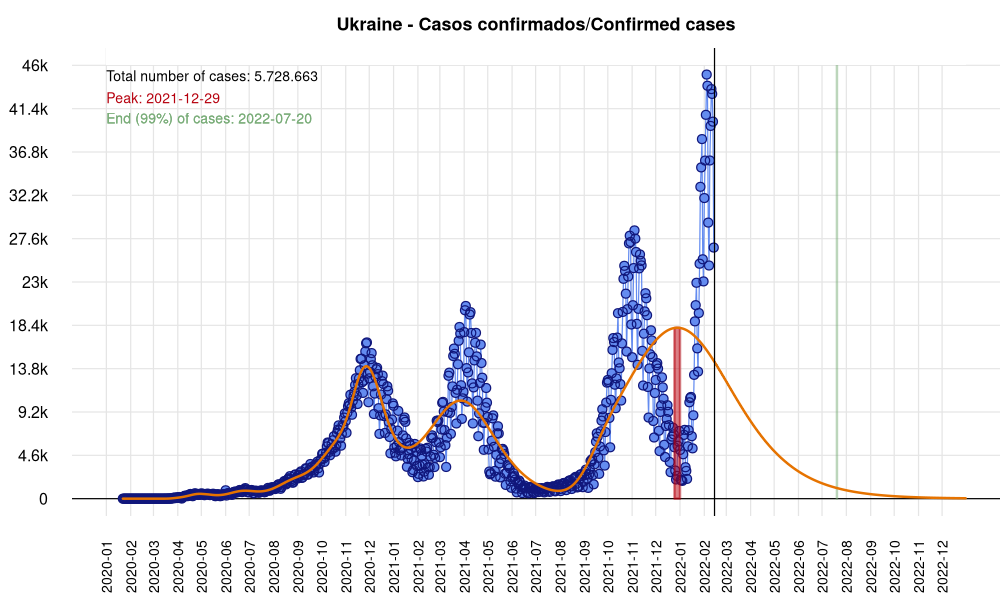 Ukraine - Casos confirmados/Confirmed cases
Total number of cases: 5.728.663
Peak: 2021-12-29
End (99%) of cases: 2022-07-20
46k
41.4k
36.8k
32.2k
27.6k
23k
18.4k
13.8k
9.2k
4.6k
0
2020-01
2020-02
2020-03
2020-04
2020-05
2020-06
2020-07
2020-08
2020-09
2020-10
2020-11
2020-12
2021-01
2021-02
2021-03
2021-04
2021-05
2021-06
2021-07
2021-08
2021-09
2021-10
2021-11
2021-12
2022-01
2022-02
2022-03
2022-04
2022-05
2022-06
2022-07
2022-08
2022-09
2022-10
2022-11
2022-12